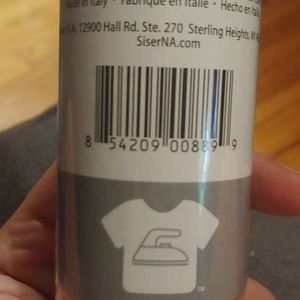 Made in Italy • Fabriqué en Italie • Hecho en Italia
N.A. 12900 Hall Rd. Ste. 270 Sterling Heights, MI
SiserNA.com
8 54209 00889 9
TM